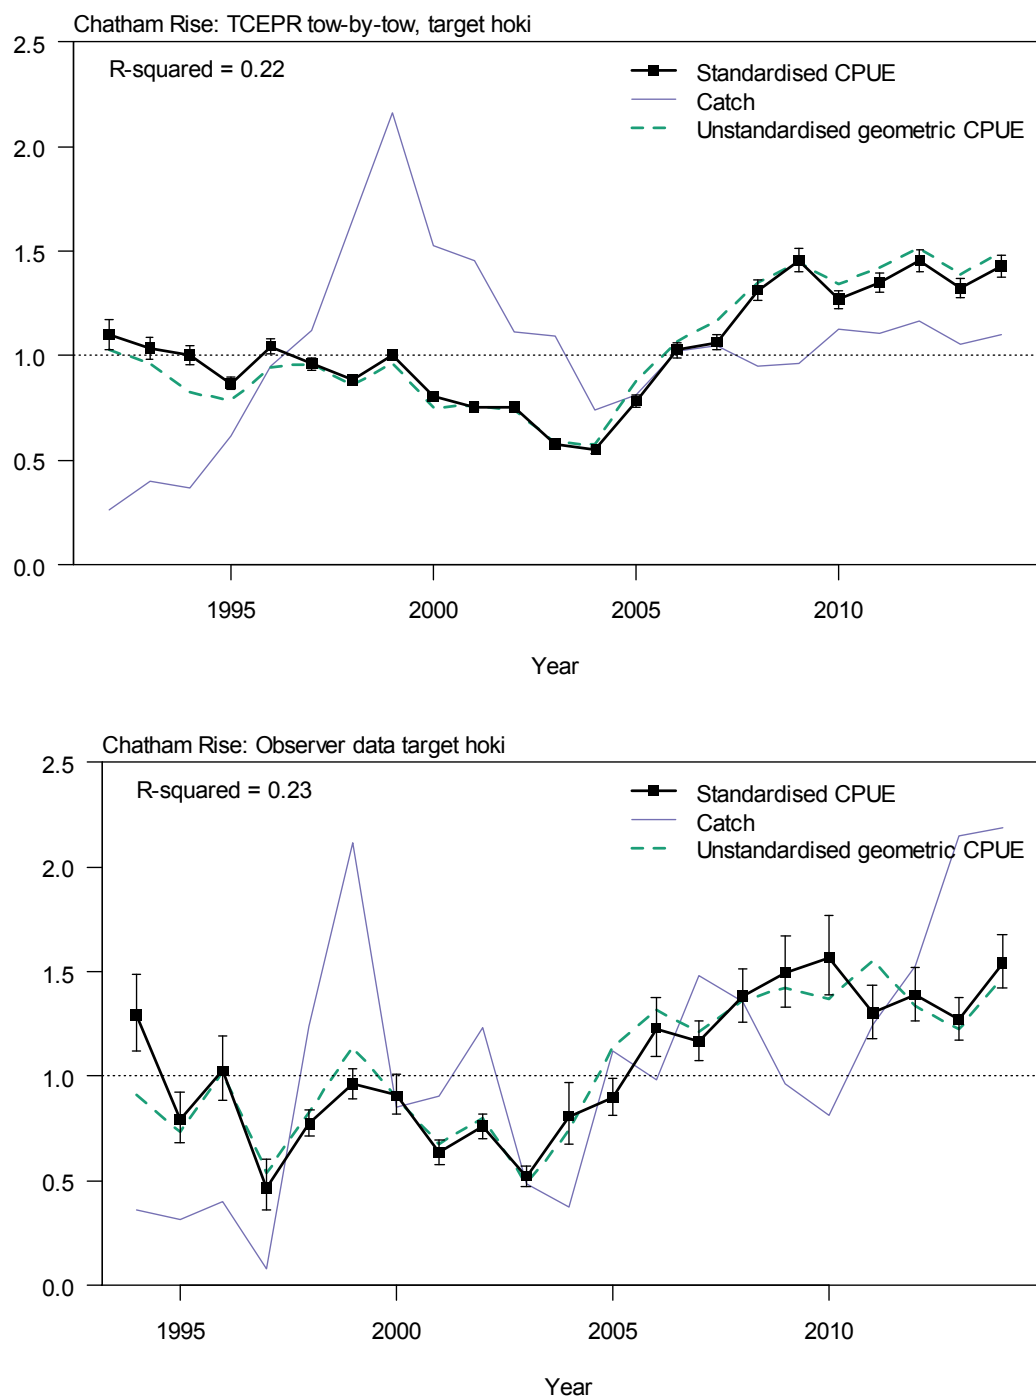 Chatham Rise: TCEPR tow-by-tow, target hoki
2.5
R-squared = 0.22
Standardised CPUE
Catch
Unstandardised geometric CPUE
2.0
1.5
1.0
0.5
0.0
1995 2000 2005 2010
Year
Chatham Rise: Observer data target hoki
2.5
R-squared = 0.23
Standardised CPUE
Catch
Unstandardised geometric CPUE
2.0
1.5
1.0
0.5
0.0
1995 2000 2005 2010
Year